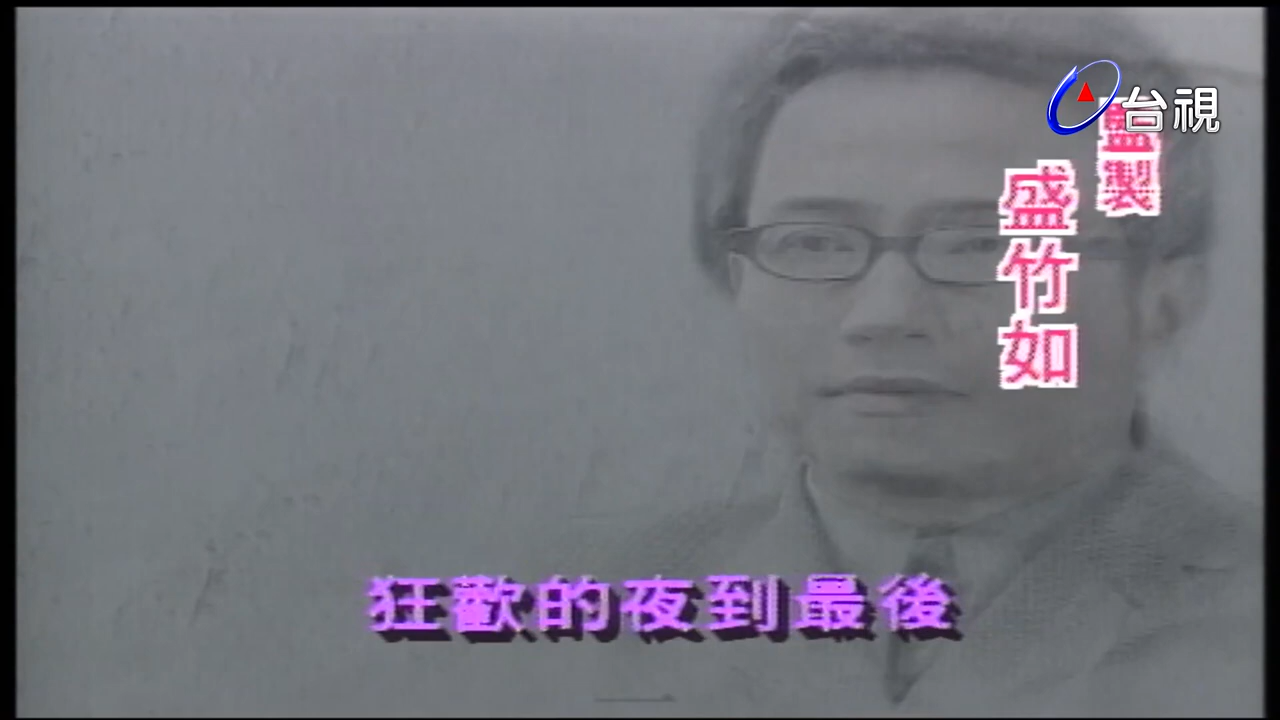 台視
監製
盛竹如
狂歡的夜到最後